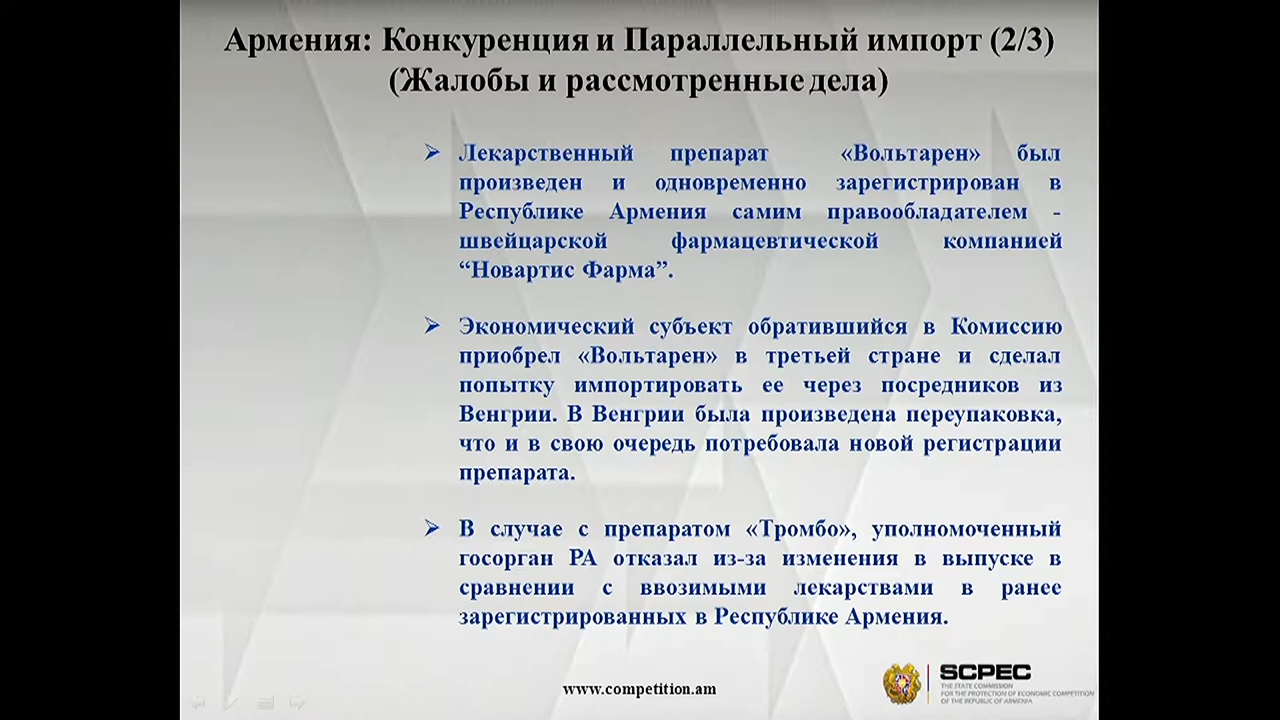 Армения: Конкуренция и Параллельный импорт (2/3)
(Жалобы и рассмотренные дела)
Лекарственный препарат «Вольтарен» был
произведен и одновременно зарегистрирован в
Республике Армения самим правообладателем -
швейцарской фармацевтической компанией
“Новартис Фарма”.
Экономический субъект обратившийся в Комиссию
приобрел «Вольтарен» в третьей стране и сделал
попытку импортировать ее через посредников из
Венгрии. В Венгрии была произведена переупаковка,
что и в свою очередь потребовала новой регистрации
препарата.
В случае с препаратом «Тромбо», уполномоченный
госорган РА отказал из-за изменения в выпуске в
сравнении с ввозимыми лекарствами в ранее
зарегистрированных в Республике Армения.
www.competition.am
SCPEC
THE STATE COMMISSION
FOR THE PROTECTION OF ECONOMIC COMPETITION
OF THE REPUBLIC OF ARMENIA